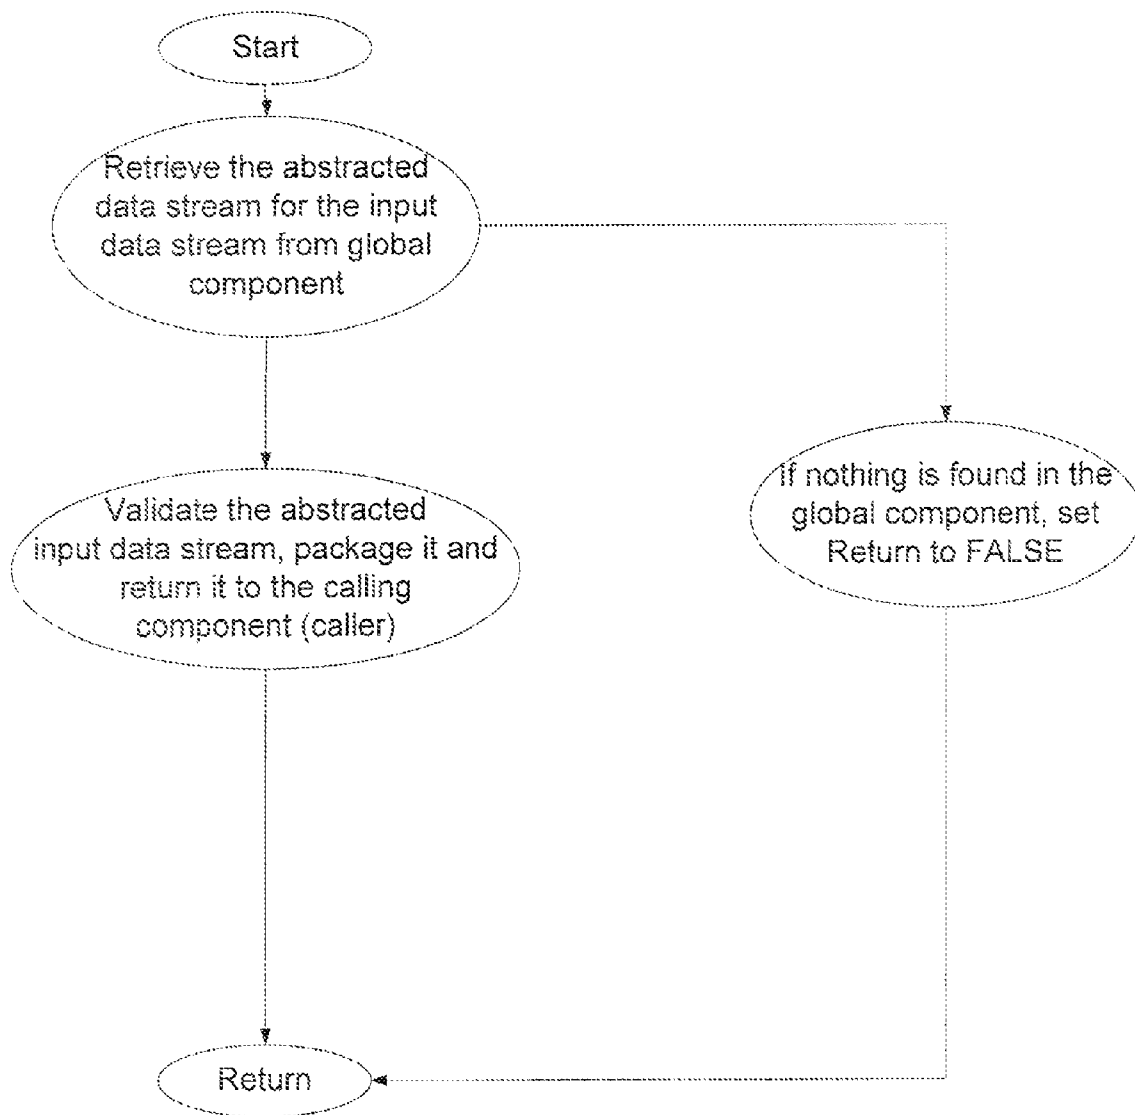 Start
Retrieve the abstracted
data stream for the input
data stream from global
component
Validate the abstracted
input data stream, package it and
return it to the calling
component (caller)
If nothing is found in the
global component, set
Return to FALSE
Return